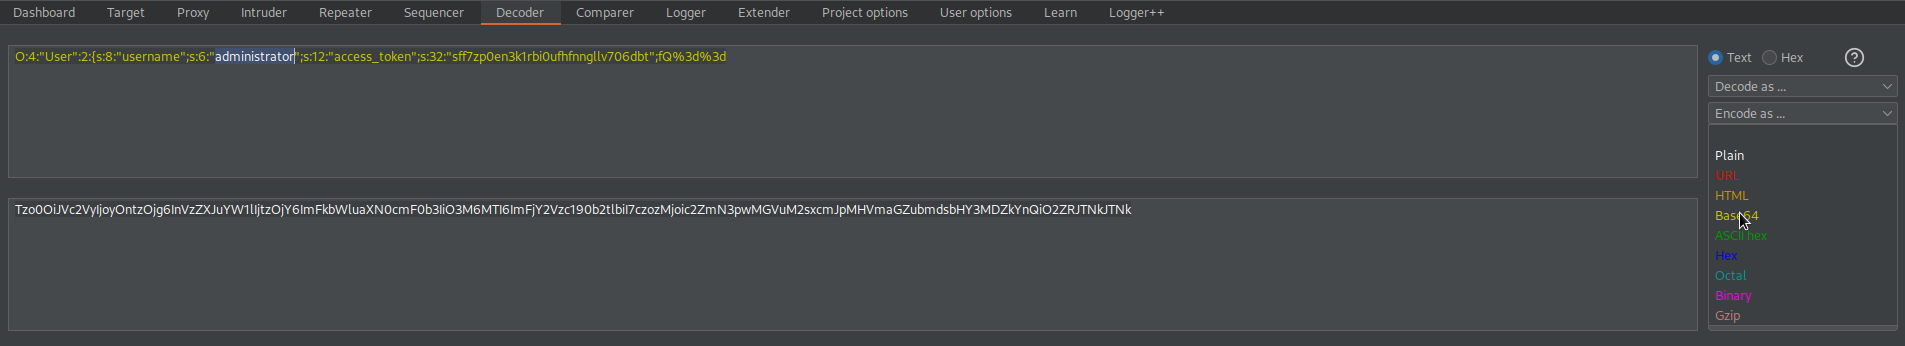 Dashboard Target Proxy Intruder Repeater Sequencer Decoder Comparer Logger Extender Project options User options Learn Logger++
O:4:"User":2:{s:8:"username";s:6:"administrator";s:12:"access_token";s:32:"sff7zp0en3k1rbi0ufhfnngllv706dbt";fQ%3d%3d
Text Hex ?
Decode as ...
Encode as ...
Plain
URL
HTML
Base64
ASCII hex
Hex
Octal
Binary
Gzip
Tzo0OiJVc2VyIjoyOntzOjg6InVzZXJuYW1lIjtzOjY6ImFkbWluaXN0cmF0b3IiO3M6MTI6ImFjY2Vzc190b2tlbiI7czozMjoic2ZmN3pwMGVuM2sxcmJpMHVmaGZubmdsbHY3MDZkYnQiO2ZRJTNkJTNk